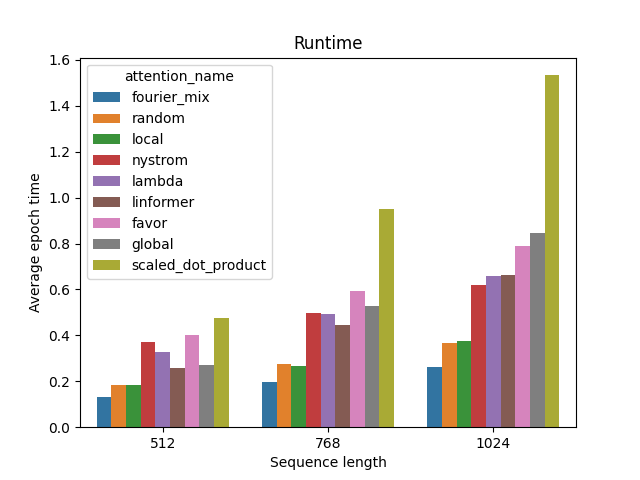 Runtime
1.6
1.4
1.2
1.0
0.8
0.6
0.4
0.2
0.0
Average epoch time
attention_name
fourier_mix
random
local
nystrom
lambda
linformer
favor
global
scaled_dot_product
512 768 1024
Sequence length